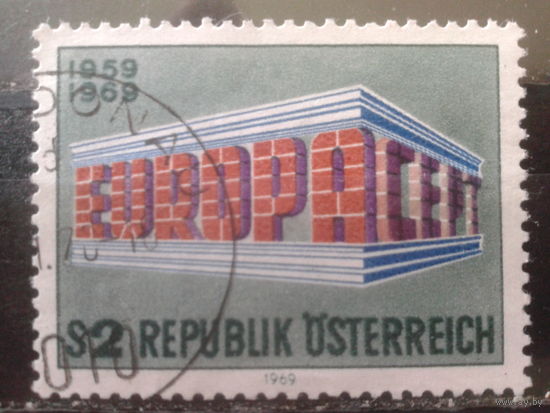 1959
1969
EUROPA CEPT
S2 REPUBLIK ÖSTERREICH
1969